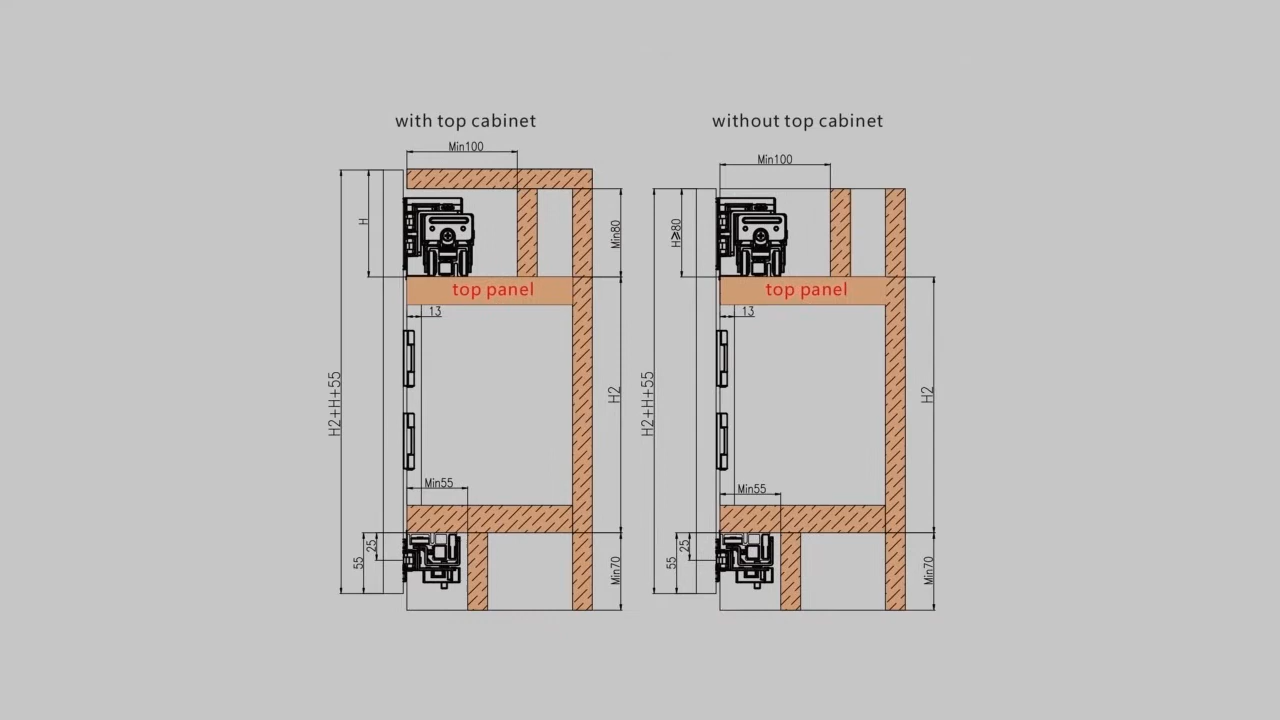 with top cabinet
Min100
H
Min80
top panel
13
H2+H+55
H2
Min55
25
55
Min70
without top cabinet
Min100
H⩾80
top panel
13
H2+H+55
H2
Min55
25
55
Min70